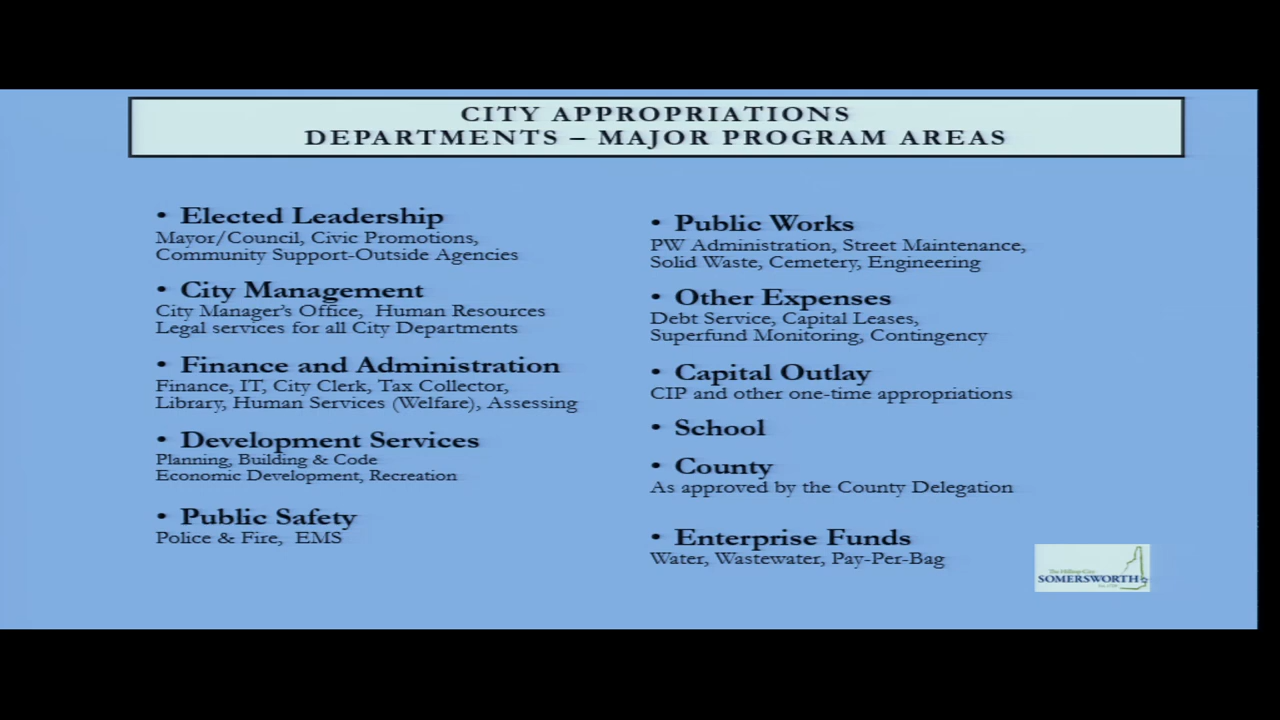 CITY APPROPRIATIONS
DEPARTMENTS – MAJOR PROGRAM AREAS
• Elected Leadership
Mayor/Council, Civic Promotions,
Community Support-Outside Agencies
• City Management
City Manager's Office, Human Resources
Legal services for all City Departments
• Finance and Administration
Finance, IT, City Clerk, Tax Collector,
Library, Human Services (Welfare), Assessing
• Development Services
Planning, Building & Code
Economic Development, Recreation
• Public Safety
Police & Fire, EMS
• Public Works
PW Administration, Street Maintenance,
Solid Waste, Cemetery, Engineering
• Other Expenses
Debt Service, Capital Leases,
Superfund Monitoring, Contingency
• Capital Outlay
CIP and other one-time appropriations
• School
• County
As approved by the County Delegation
• Enterprise Funds
Water, Wastewater, Pay-Per-Bag
The Hilltop City
SOMERSWORTH